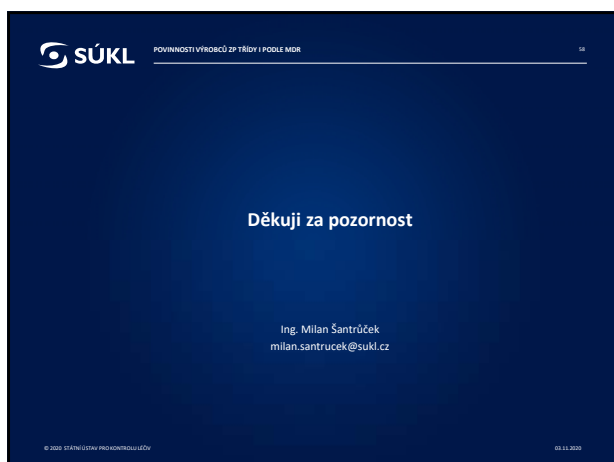 SÚKL
POVINNOSTI VÝROBCŮ ZP TŘÍDY I PODLE MDR
58
Děkuji za pozornost
Ing. Milan Šantrůček
milan.santrucek@sukl.cz
© 2020 STÁTNÍ ÚSTAV PRO KONTROLU LÉČIV
03.11.2020